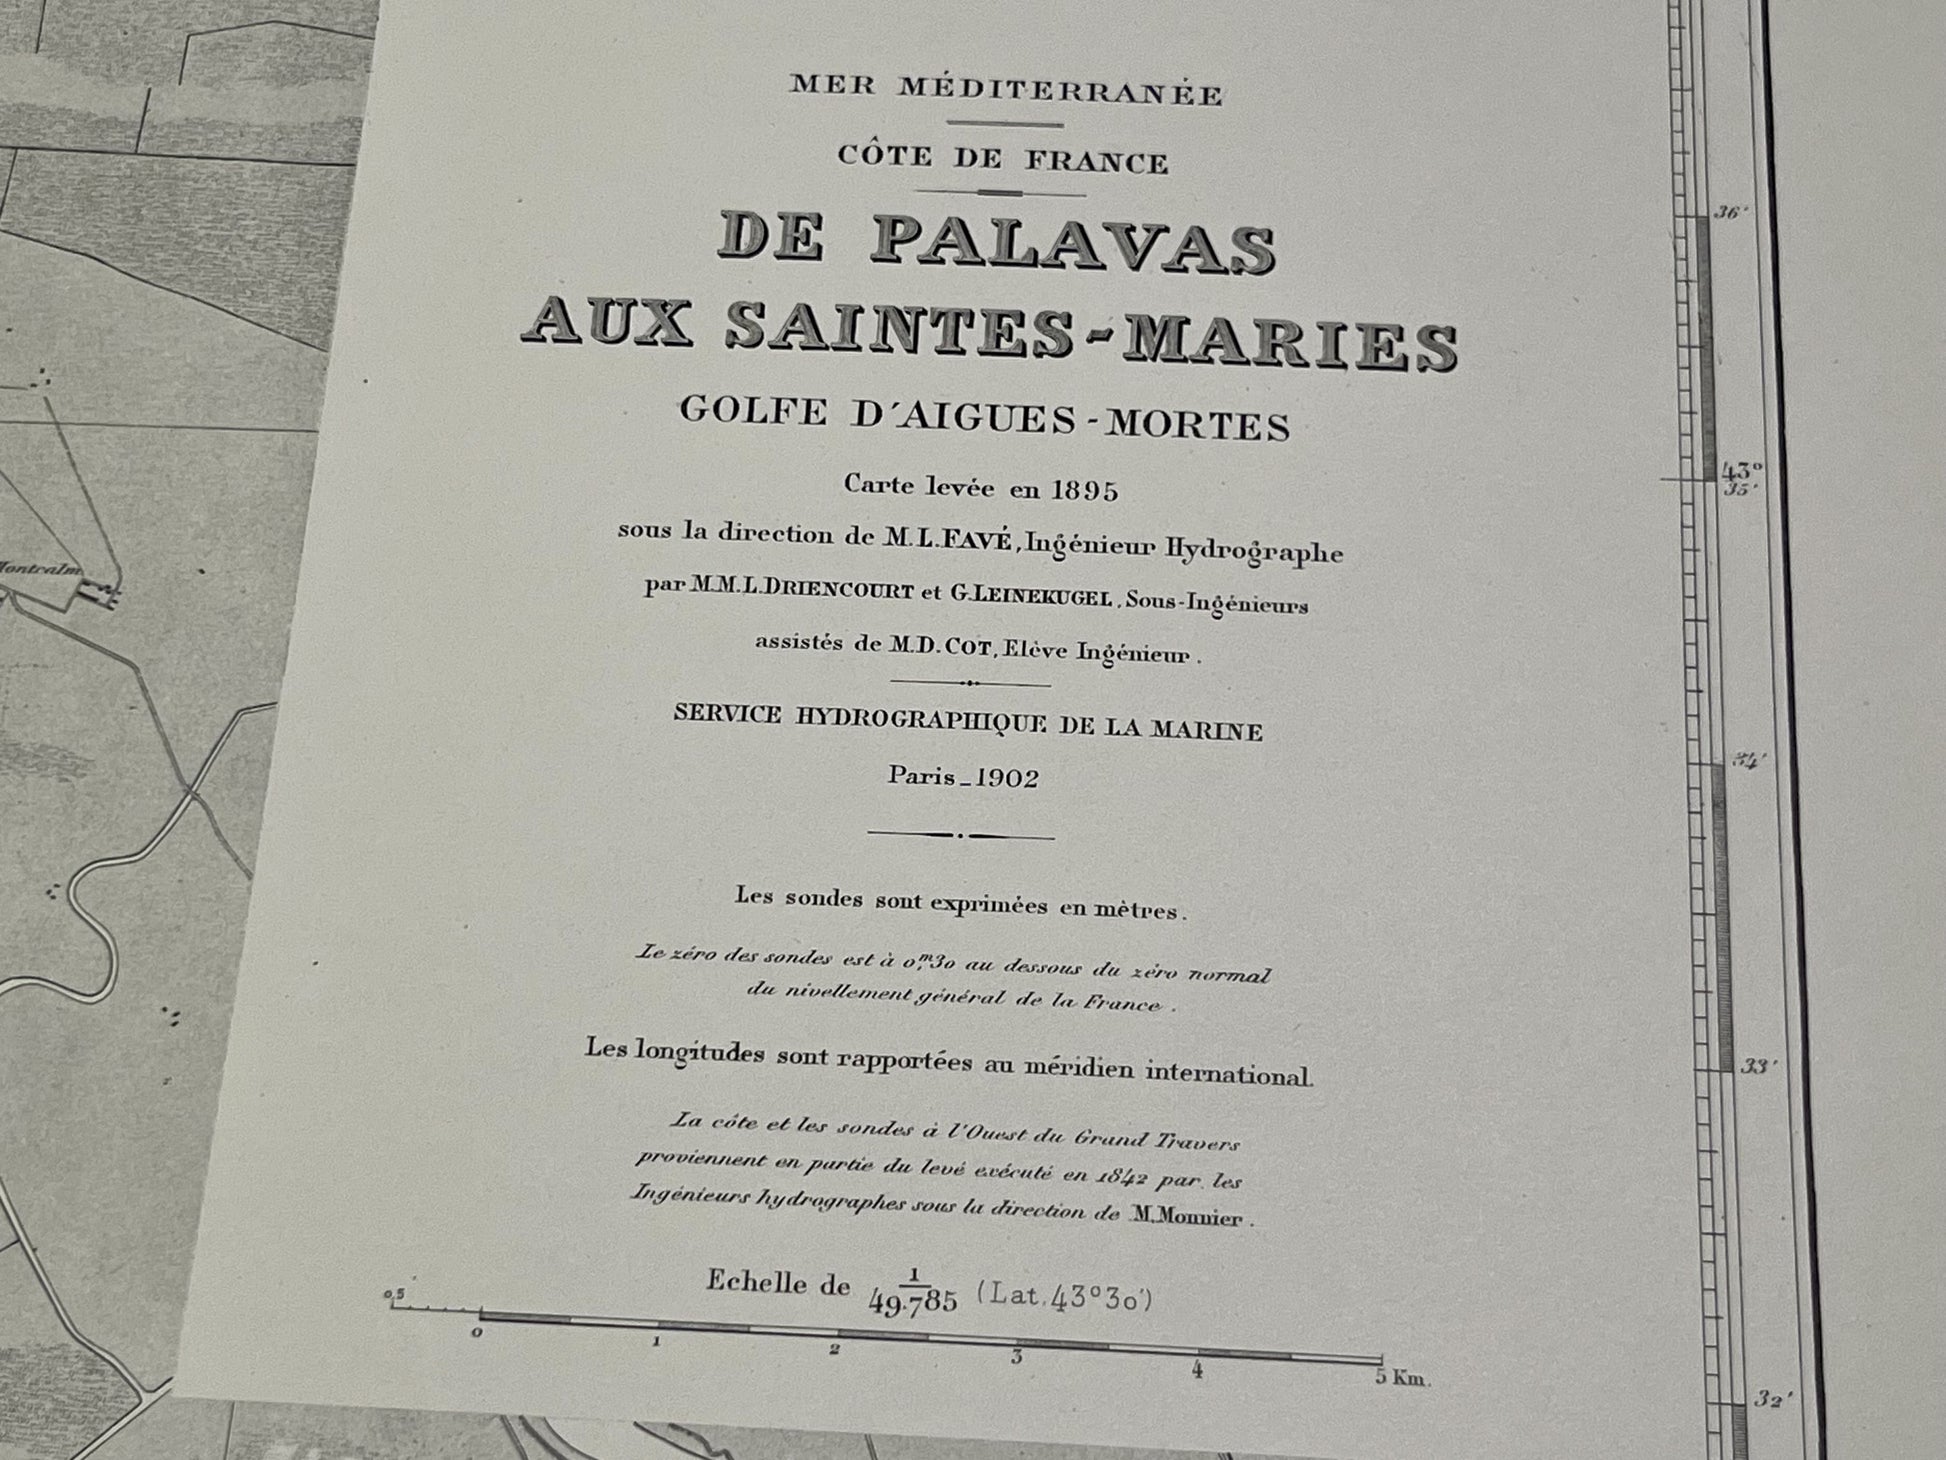 MER MÉDITERRANÉE
CÔTE DE FRANCE
DE PALAVAS
AUX SAINTES-MARIES
GOLFE D'AIGUES-MORTES
Carte levée en 1895
sous la direction de M. L. FAVÉ, Ingénieur Hydrographe
par M.M. L. DRIENCOURT et G. LEINEKUGEL, Sous-Ingénieurs
assistés de M. D. COT, Elève Ingénieur.
SERVICE HYDROGRAPHIQUE DE LA MARINE
Paris_1902
Les sondes sont exprimées en mètres.
Le zéro des sondes est à 0,ᵐ30 au dessous du zéro normal
du nivellement général de la France.
Les longitudes sont rapportées au méridien international.
La côte et les sondes à l'Ouest du Grand Travers
proviennent en partie du levé exécuté en 1842 par les
Ingénieurs hydrographes sous la direction de M. Monnier.
Echelle de 1/49.785 (Lat. 43°30')
0,5 0 1 2 3 4 5 Km.
36'
43°
35'
34'
33'
32'